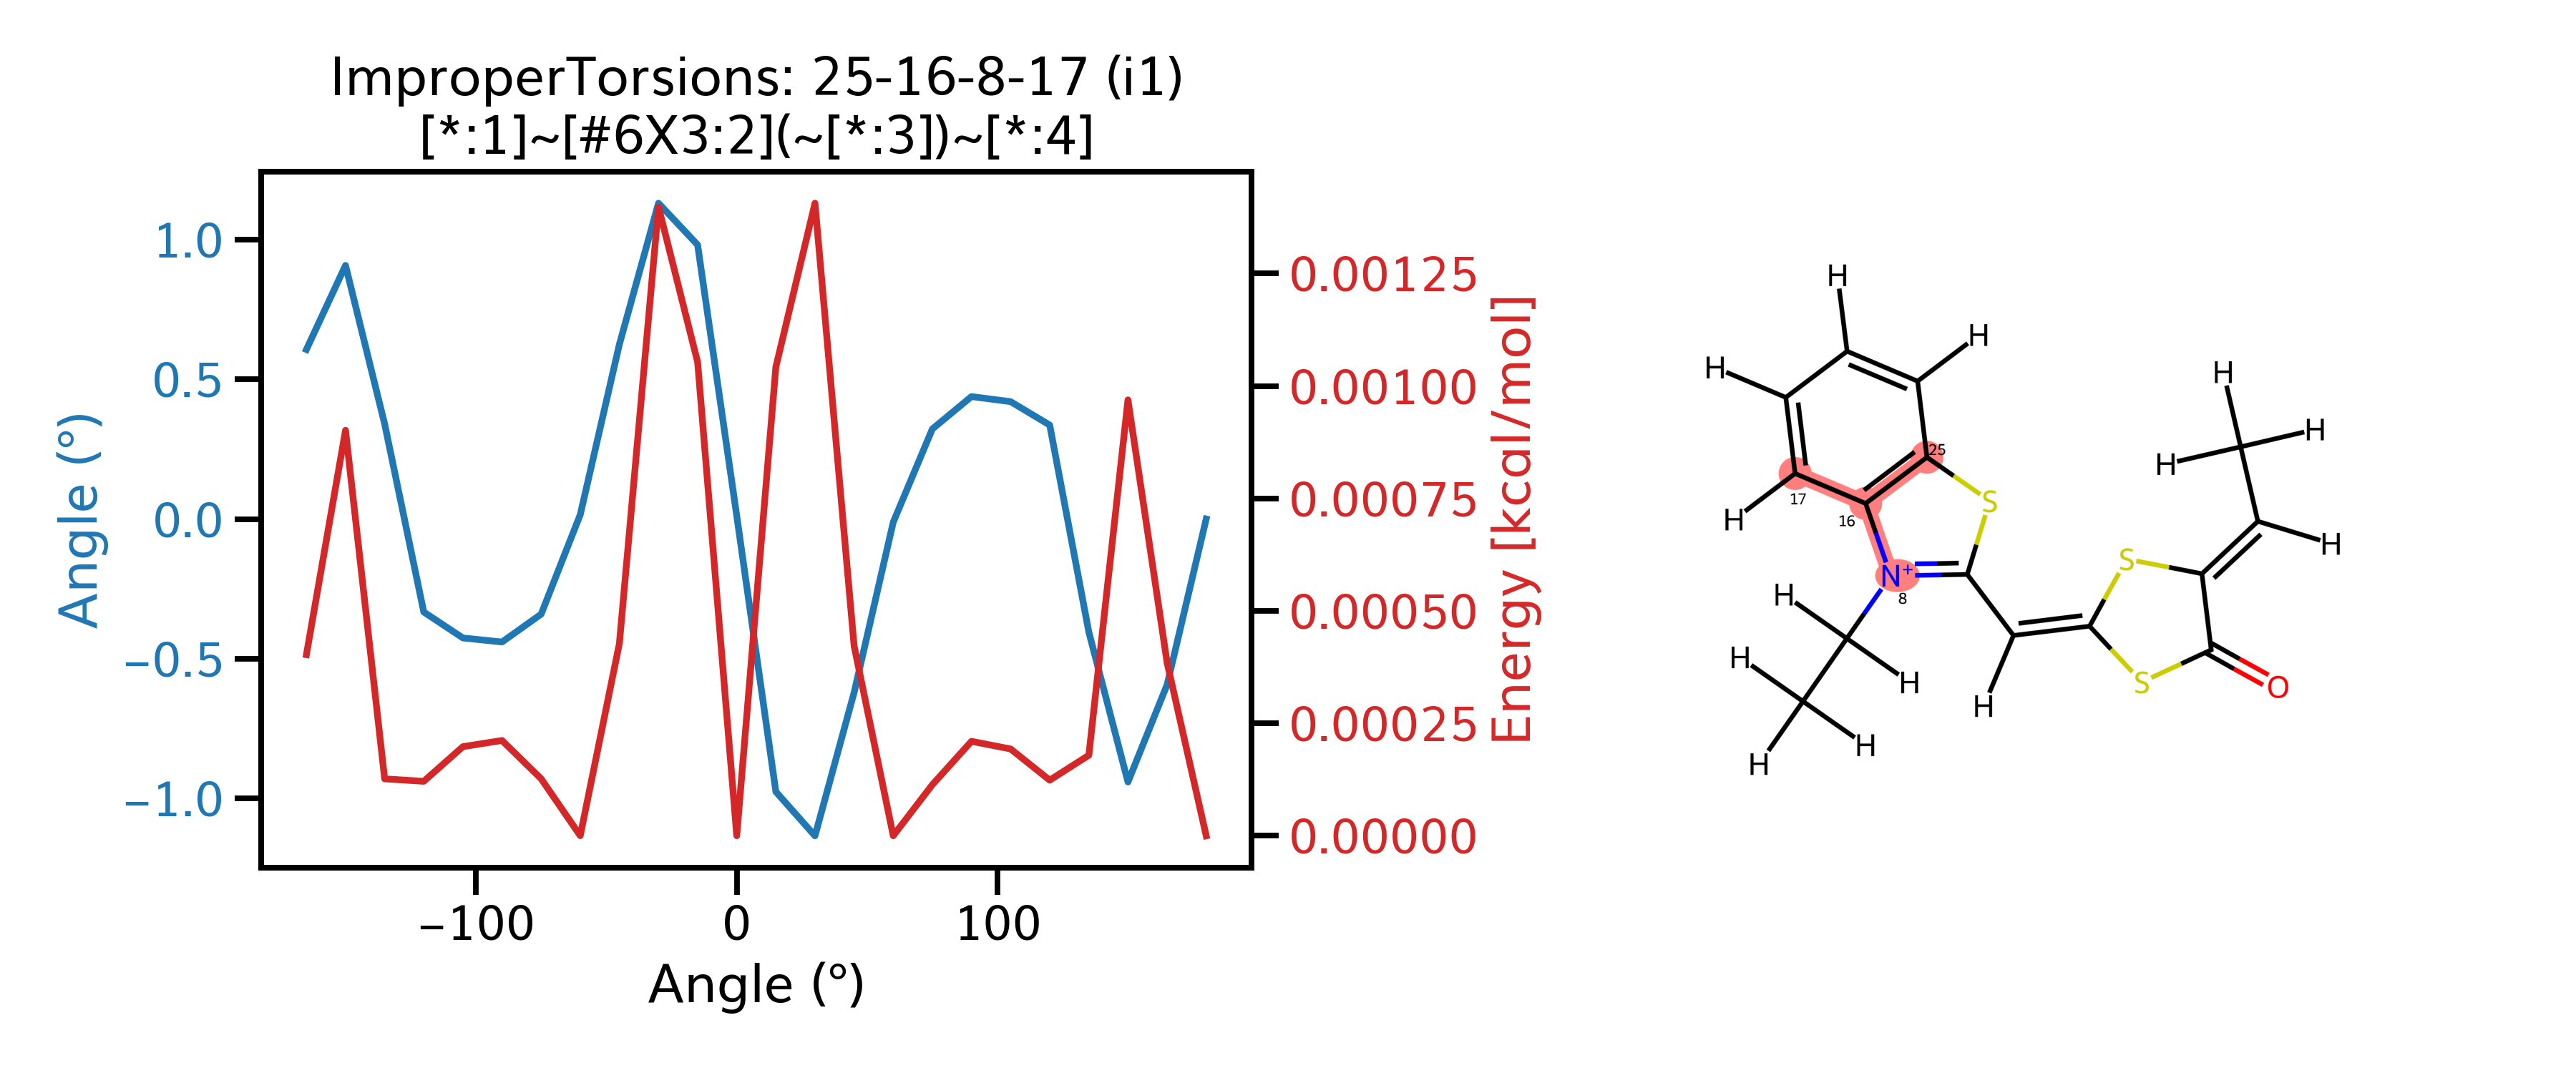 ImproperTorsions: 25-16-8-17 (i1)
[*:1]~[#6X3:2](~[*:3])~[*:4]
Angle (°)
1.0
0.5
0.0
−0.5
−1.0
0.00125
0.00100
0.00075
0.00050
0.00025
0.00000
Energy [kcal/mol]
−100
0
100
Angle (°)
H
H
H
H
H
H
25
17
H
16
S
H
S
H
N+
8
H
H
H
S
O
H
H
H